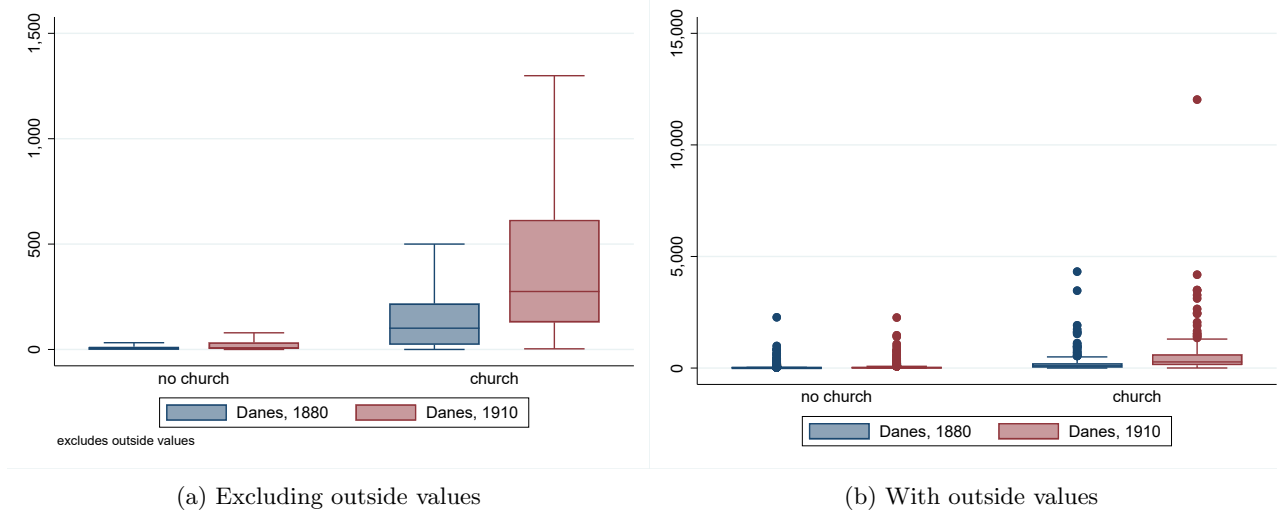 1,500
1,000
500
0
no church
church
Danes, 1880
Danes, 1910
excludes outside values
(a) Excluding outside values
15,000
10,000
5,000
0
no church
church
Danes, 1880
Danes, 1910
(b) With outside values